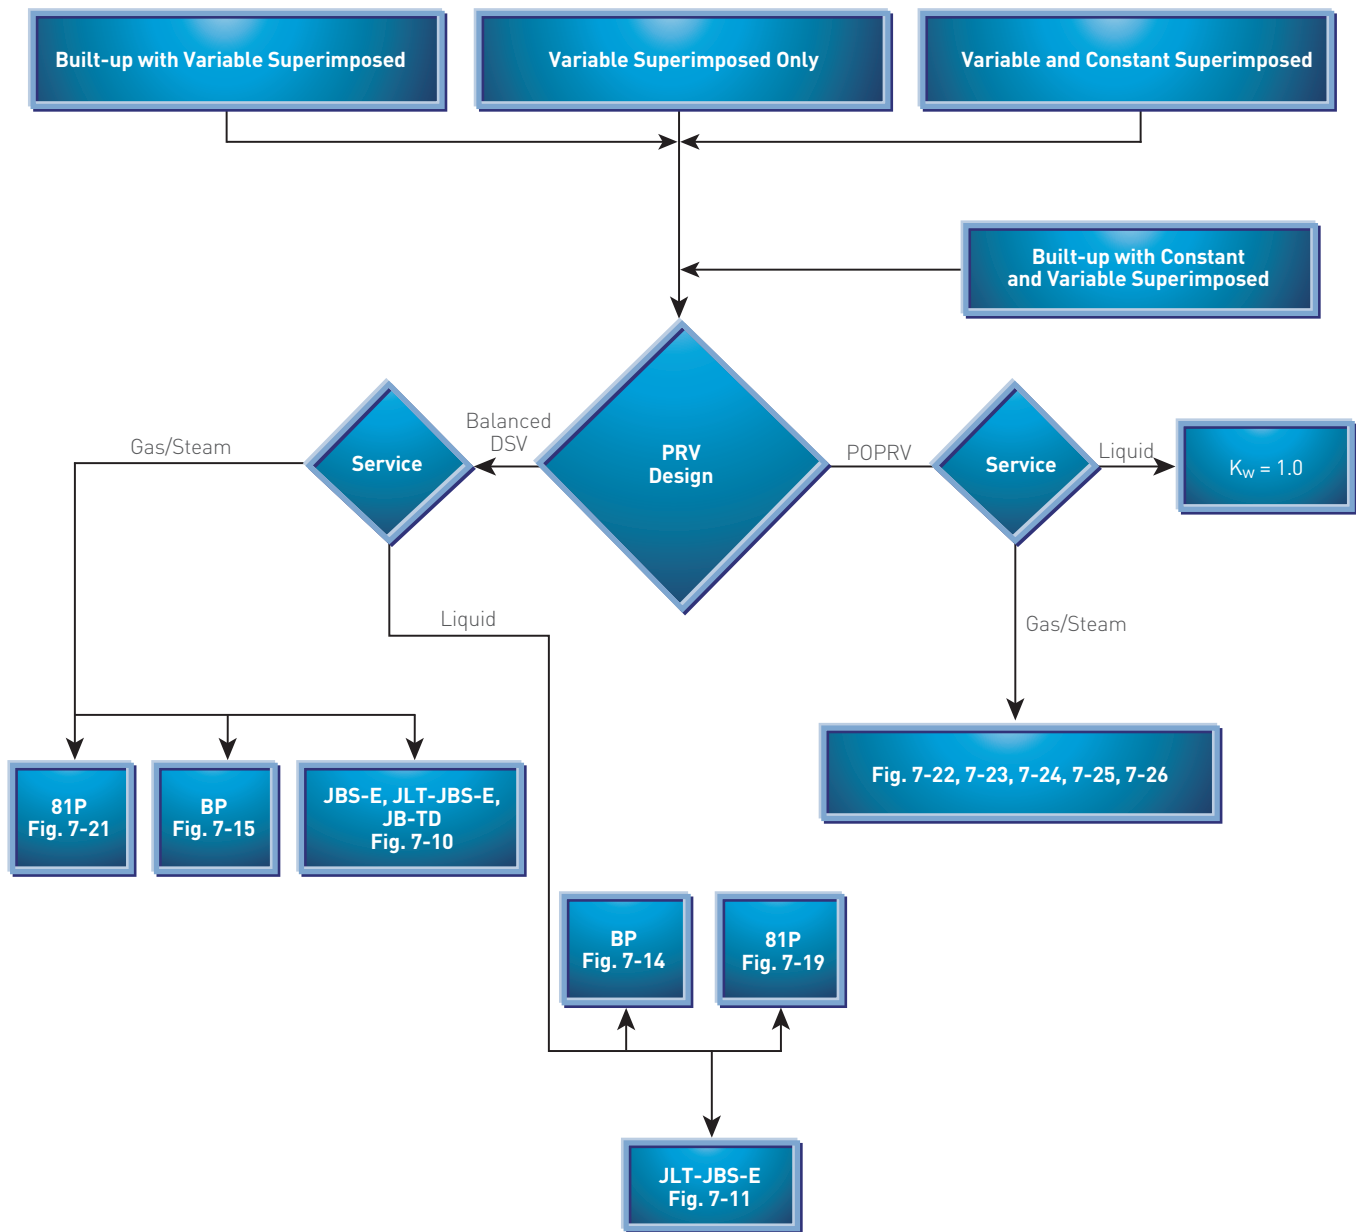 Built-up with Variable Superimposed
Variable Superimposed Only
Variable and Constant Superimposed
Built-up with Constant
and Variable Superimposed
Balanced
DSV
Gas/Steam
Service
PRV
Design
POPRV
Service
Liquid
Kw = 1.0
Liquid
Gas/Steam
81P
Fig. 7-21
BP
Fig. 7-15
JBS-E, JLT-JBS-E,
JB-TD
Fig. 7-10
Fig. 7-22, 7-23, 7-24, 7-25, 7-26
BP
Fig. 7-14
81P
Fig. 7-19
JLT-JBS-E
Fig. 7-11